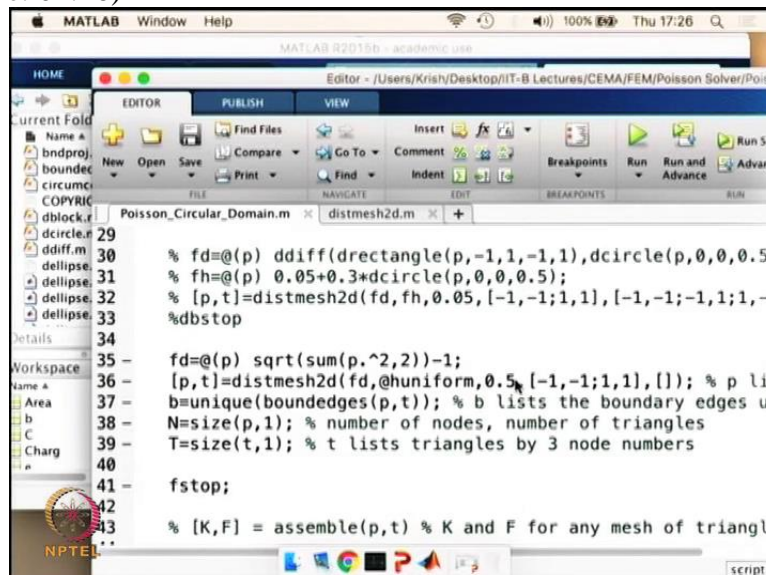 MATLAB Window Help 100% Thu 17:26
MATLAB R2015b - academic use
HOME
Editor - /Users/Krish/Desktop/IIT-B Lectures/CEMA/FEM/Poisson Solver/Poi
EDITOR PUBLISH VIEW
Current Fold
Name
bndproj.
bounded
circumc
COPYRIC
dblock.r
dcircle.r
ddiff.m
dellipse.
dellipse.
dellipse.
dellipse.
Details
Workspace
Name
Area
b
C
Charg
New Open Save
Find Files
Compare
Print
FILE
Go To
Find
NAVIGATE
Insert fx
Comment
Indent
EDIT
Breakpoints
BREAKPOINTS
Run
Run and Advance
Run S
Advan
RUN
Poisson_Circular_Domain.m distmesh2d.m +
29
30 % fd=@(p) ddiff(drectangle(p,-1,1,-1,1),dcircle(p,0,0,0.5
31 % fh=@(p) 0.05+0.3*dcircle(p,0,0,0.5);
32 % [p,t]=distmesh2d(fd,fh,0.05,[-1,-1;1,1],[-1,-1;-1,1;1,-
33 %dbstop
34
35 - fd=@(p) sqrt(sum(p.^2,2))-1;
36 - [p,t]=distmesh2d(fd,@huniform,0.5,[-1,-1;1,1],[]); % p li
37 - b=unique(boundedges(p,t)); % b lists the boundary edges u
38 - N=size(p,1); % number of nodes, number of triangles
39 - T=size(t,1); % t lists triangles by 3 node numbers
40
41 - fstop;
42
43 % [K,F] = assemble(p,t) % K and F for any mesh of triangl
NPTEL
script